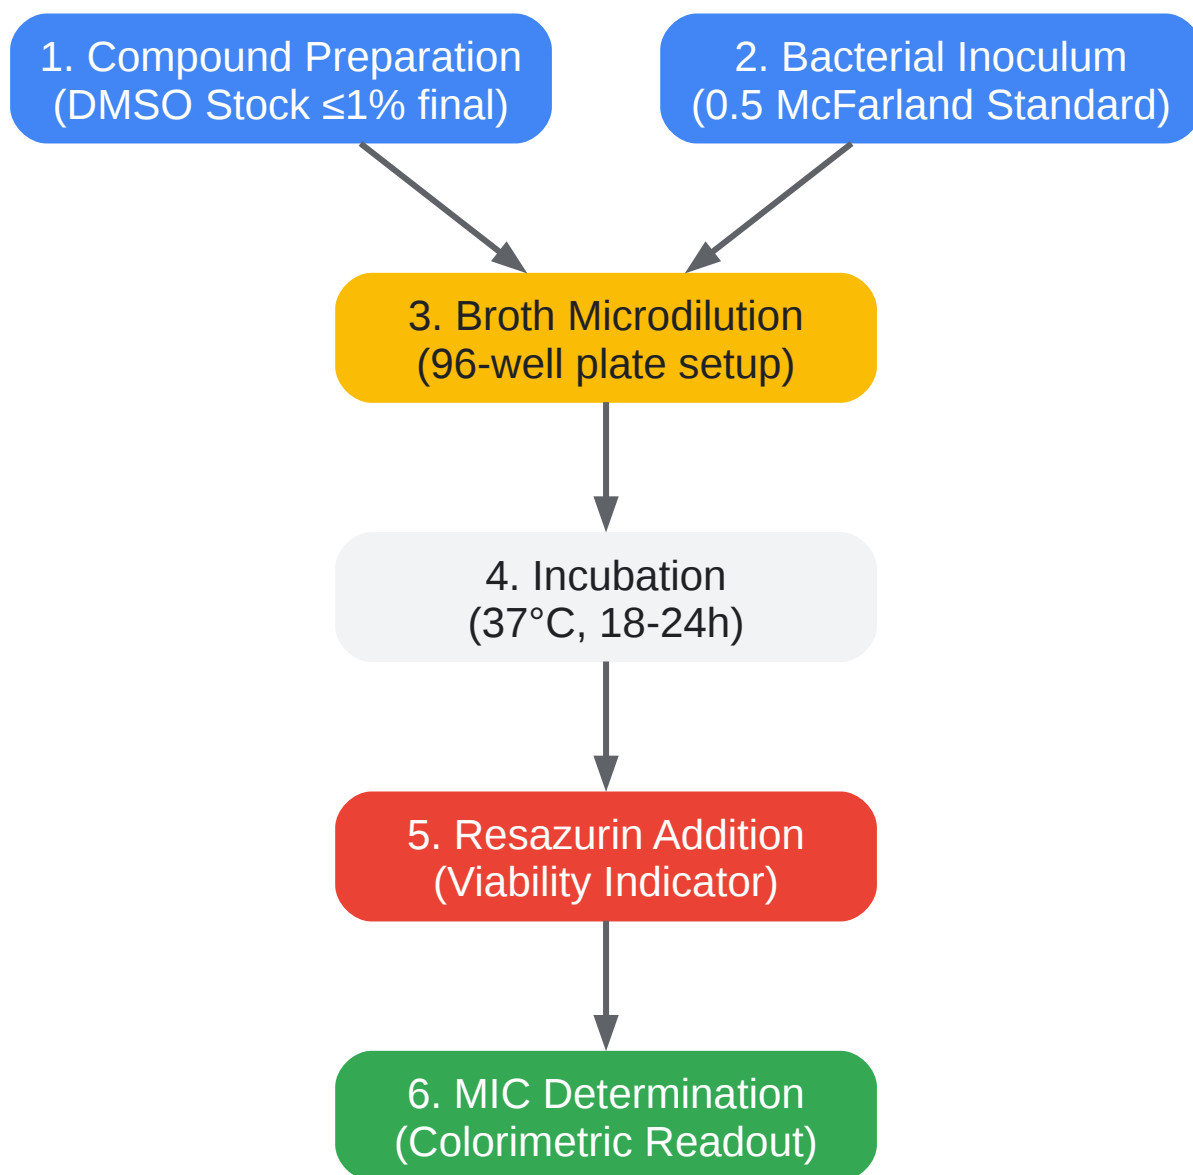 1. Compound Preparation
(DMSO Stock ≤1% final)
2. Bacterial Inoculum
(0.5 McFarland Standard)
3. Broth Microdilution
(96-well plate setup)
4. Incubation
(37°C, 18-24h)
5. Resazurin Addition
(Viability Indicator)
6. MIC Determination
(Colorimetric Readout)